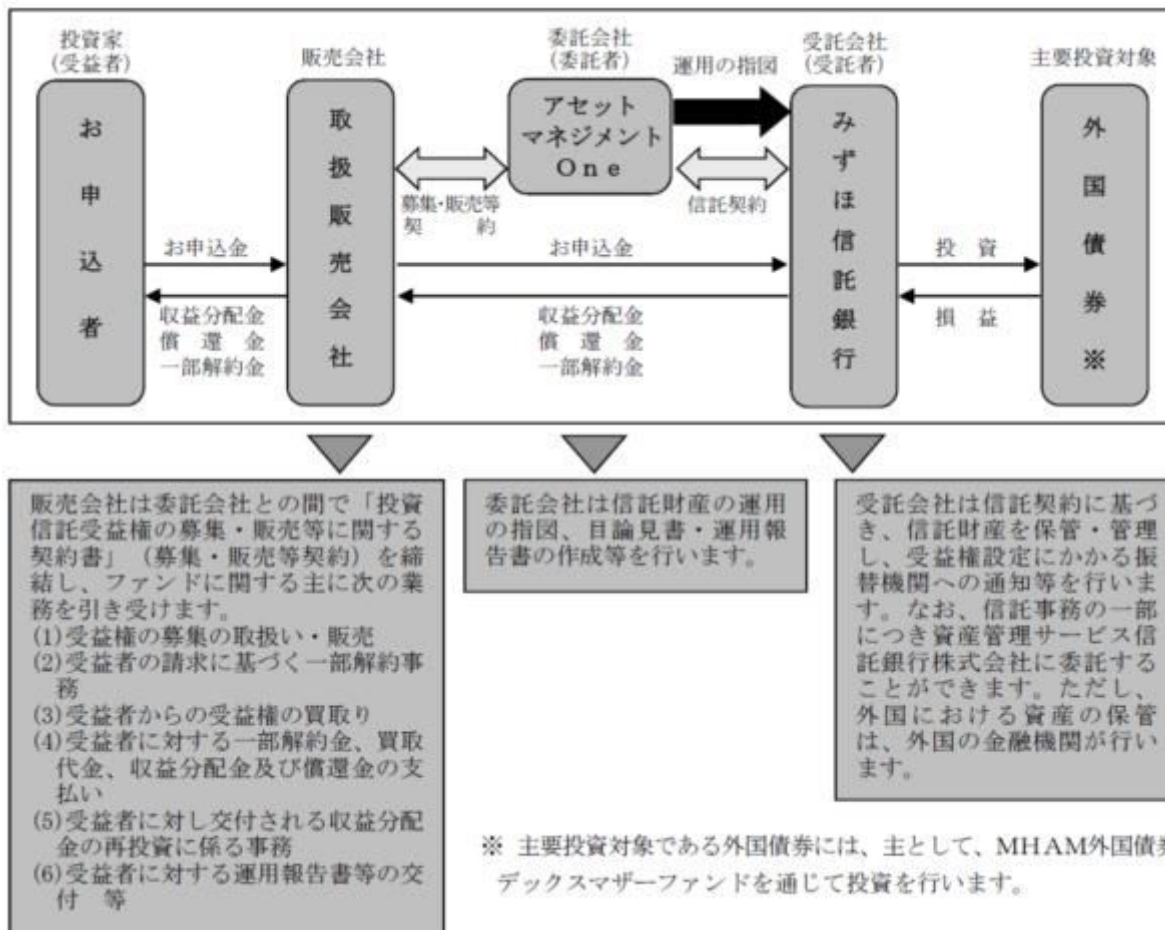 投資家
(受益者)
お申込者
販売会社
取扱販売会社
委託会社
(委託者)
アセット
マネジメント
One
運用の指図
受託会社
(受託者)
みずほ信託銀行
主要投資対象
外国債券※
募集・販売等
契 約
信託契約
お申込金
収益分配金
償 還 金
一部解約金
お申込金
収益分配金
償 還 金
一部解約金
投 資
損 益
販売会社は委託会社との間で「投資
信託受益権の募集・販売等に関する
契約書」（募集・販売等契約）を締
結し、ファンドに関する主に次の業
務を引き受けます。
(1)受益権の募集の取扱い・販売
(2)受益者の請求に基づく一部解約事
務
(3)受益者からの受益権の買取り
(4)受益者に対する一部解約金、買取
代金、収益分配金及び償還金の支
払い
(5)受益者に対し交付される収益分配
金の再投資に係る事務
(6)受益者に対する運用報告書等の交
付 等
委託会社は信託財産の運用
の指図、目論見書・運用報
告書の作成等を行います。
受託会社は信託契約に基づ
き、信託財産を保管・管理
し、受益権設定にかかる振
替機関への通知等を行いま
す。なお、信託事務の一部
につき資産管理サービス信
託銀行株式会社に委託する
ことができます。ただし、
外国における資産の保管
は、外国の金融機関が行い
ます。
※ 主要投資対象である外国債券には、主として、MHAM外国債券
デックスマザーファンドを通じて投資を行います。